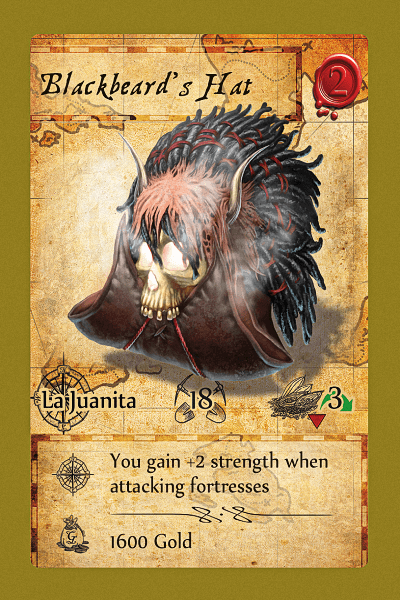 Blackbeard's Hat
2
La Juanita 18 3
You gain +2 strength when
attacking fortresses
1600 Gold